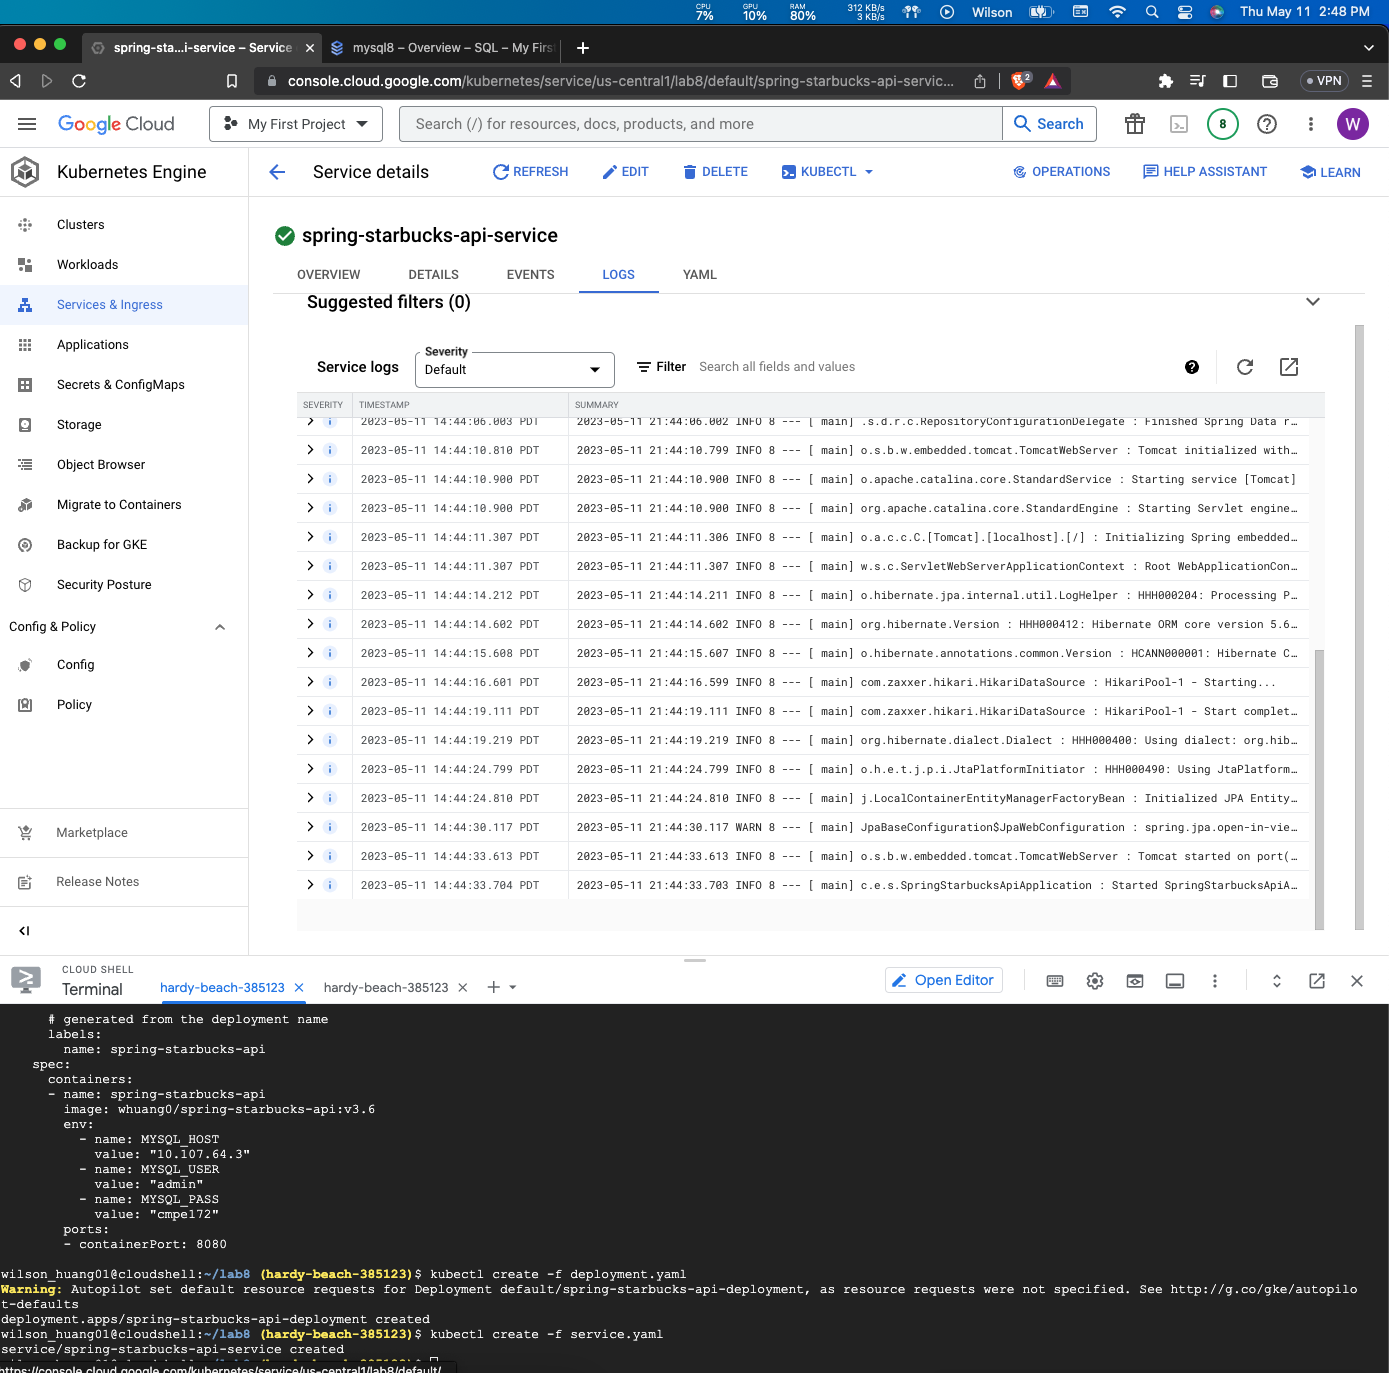 CPU 7% GPU 10% RAM 80% 312 KB/s 3 KB/s Wilson Thu May 11 2:48 PM
spring-sta...i-service – Service mysql8 – Overview – SQL – My Firs
console.cloud.google.com/kubernetes/service/us-central1/lab8/default/spring-starbucks-api-servic... 2 VPN
Google Cloud My First Project Search (/) for resources, docs, products, and more Search 8 W
Kubernetes Engine
Service details REFRESH EDIT DELETE KUBECTL OPERATIONS HELP ASSISTANT LEARN
Clusters
Workloads
Services & Ingress
Applications
Secrets & ConfigMaps
Storage
Object Browser
Migrate to Containers
Backup for GKE
Security Posture
Config & Policy
Config
Policy
Marketplace
Release Notes
spring-starbucks-api-service
OVERVIEW DETAILS EVENTS LOGS YAML
Suggested filters (0)
Service logs Severity Default Filter Search all fields and values
SEVERITY TIMESTAMP SUMMARY
2023-05-11 14:44:06.003 PDT 2023-05-11 21:44:06.002 INFO 8 --- [ main] .s.d.r.c.RepositoryConfigurationDelegate : Finished Spring Data r…
2023-05-11 14:44:10.810 PDT 2023-05-11 21:44:10.799 INFO 8 --- [ main] o.s.b.w.embedded.tomcat.TomcatWebServer : Tomcat initialized with…
2023-05-11 14:44:10.900 PDT 2023-05-11 21:44:10.900 INFO 8 --- [ main] o.apache.catalina.core.StandardService : Starting service [Tomcat]
2023-05-11 14:44:10.900 PDT 2023-05-11 21:44:10.900 INFO 8 --- [ main] org.apache.catalina.core.StandardEngine : Starting Servlet engine…
2023-05-11 14:44:11.307 PDT 2023-05-11 21:44:11.306 INFO 8 --- [ main] o.a.c.c.C.[Tomcat].[localhost].[/] : Initializing Spring embedded…
2023-05-11 14:44:11.307 PDT 2023-05-11 21:44:11.307 INFO 8 --- [ main] w.s.c.ServletWebServerApplicationContext : Root WebApplicationCon…
2023-05-11 14:44:14.212 PDT 2023-05-11 21:44:14.211 INFO 8 --- [ main] o.hibernate.jpa.internal.util.LogHelper : HHH000204: Processing P…
2023-05-11 14:44:14.602 PDT 2023-05-11 21:44:14.602 INFO 8 --- [ main] org.hibernate.Version : HHH000412: Hibernate ORM core version 5.6…
2023-05-11 14:44:15.608 PDT 2023-05-11 21:44:15.607 INFO 8 --- [ main] o.hibernate.annotations.common.Version : HCANN000001: Hibernate C…
2023-05-11 14:44:16.601 PDT 2023-05-11 21:44:16.599 INFO 8 --- [ main] com.zaxxer.hikari.HikariDataSource : HikariPool-1 - Starting...
2023-05-11 14:44:19.111 PDT 2023-05-11 21:44:19.111 INFO 8 --- [ main] com.zaxxer.hikari.HikariDataSource : HikariPool-1 - Start complet…
2023-05-11 14:44:19.219 PDT 2023-05-11 21:44:19.219 INFO 8 --- [ main] org.hibernate.dialect.Dialect : HHH000400: Using dialect: org.hib…
2023-05-11 14:44:24.799 PDT 2023-05-11 21:44:24.799 INFO 8 --- [ main] o.h.e.t.j.p.i.JtaPlatformInitiator : HHH000490: Using JtaPlatform…
2023-05-11 14:44:24.810 PDT 2023-05-11 21:44:24.810 INFO 8 --- [ main] j.LocalContainerEntityManagerFactoryBean : Initialized JPA Entity…
2023-05-11 14:44:30.117 PDT 2023-05-11 21:44:30.117 WARN 8 --- [ main] JpaBaseConfiguration$JpaWebConfiguration : spring.jpa.open-in-vie…
2023-05-11 14:44:33.613 PDT 2023-05-11 21:44:33.613 INFO 8 --- [ main] o.s.b.w.embedded.tomcat.TomcatWebServer : Tomcat started on port(…
2023-05-11 14:44:33.704 PDT 2023-05-11 21:44:33.703 INFO 8 --- [ main] c.e.s.SpringStarbucksApiApplication : Started SpringStarbucksApiA…
CLOUD SHELL
Terminal hardy-beach-385123 hardy-beach-385123 Open Editor
# generated from the deployment name
labels:
name: spring-starbucks-api
spec:
containers:
- name: spring-starbucks-api
image: whuang0/spring-starbucks-api:v3.6
env:
- name: MYSQL_HOST
value: "10.107.64.3"
- name: MYSQL_USER
value: "admin"
- name: MYSQL_PASS
value: "cmpe172"
ports:
- containerPort: 8080
wilson_huang01@cloudshell:~/lab8 (hardy-beach-385123)$ kubectl create -f deployment.yaml
Warning: Autopilot set default resource requests for Deployment default/spring-starbucks-api-deployment, as resource requests were not specified. See http://g.co/gke/autopilo
t-defaults
deployment.apps/spring-starbucks-api-deployment created
wilson_huang01@cloudshell:~/lab8 (hardy-beach-385123)$ kubectl create -f service.yaml
service/spring-starbucks-api-service created
https://console.cloud.google.com/kubernetes/service/us-central1/lab8/default/